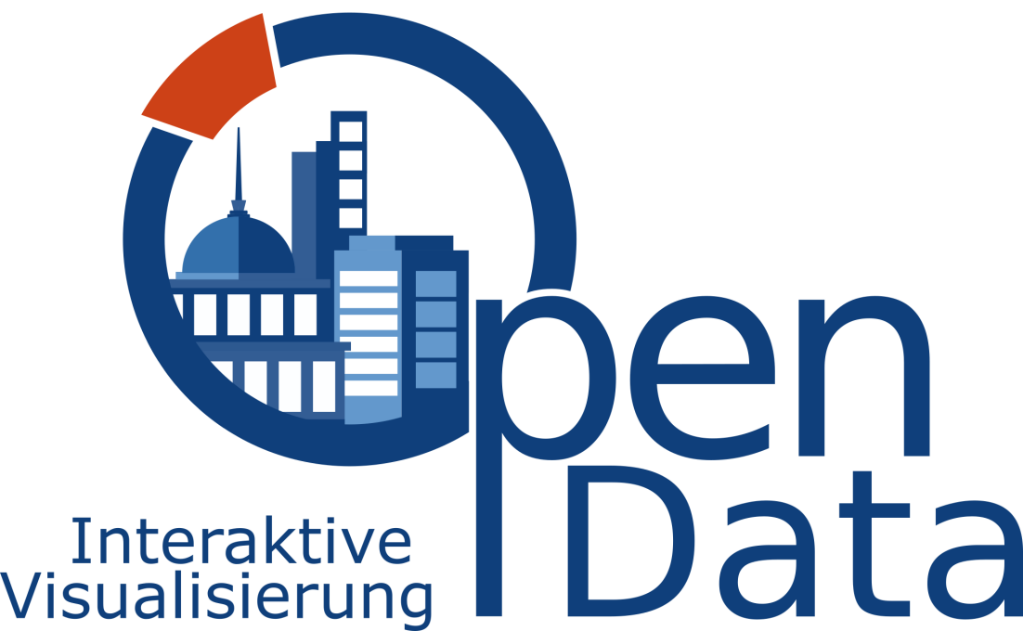 Open
Data
Interaktive
Visualisierung